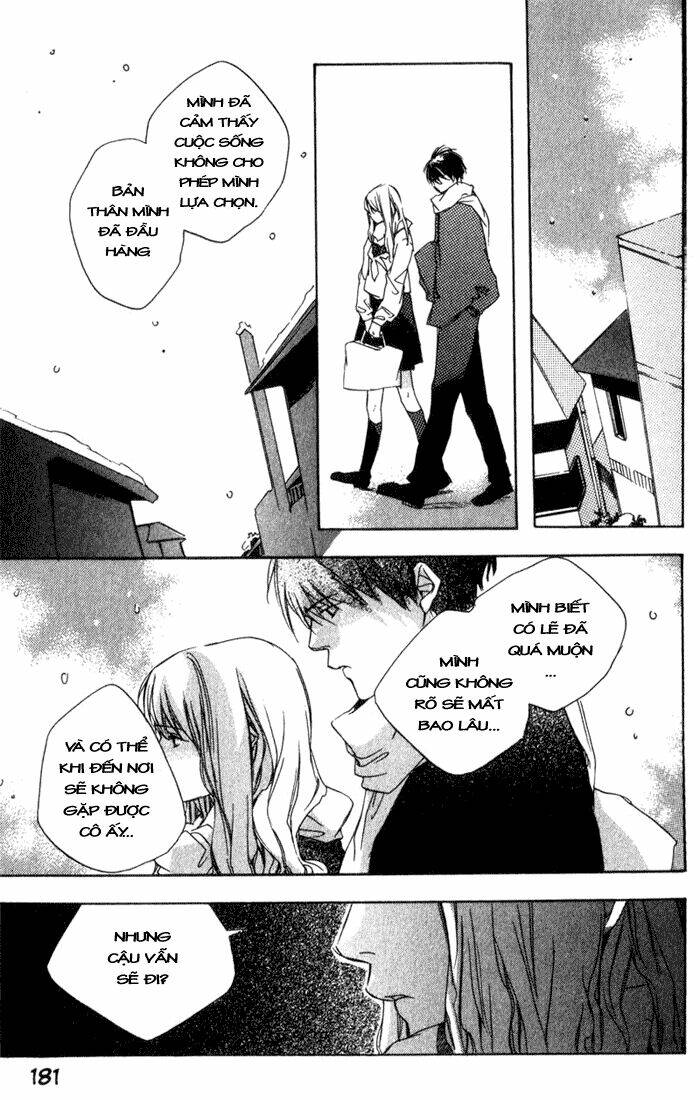 MÌNH ĐÃ
CẢM THẤY
CUỘC SỐNG
KHÔNG CHO
PHÉP MÌNH
LỰA CHỌN.
BẢN
THÂN MÌNH
ĐÃ ĐẦU
HÀNG
MÌNH BIẾT
CÓ LẼ ĐÃ
QUÁ MUỘN
...
MÌNH
CŨNG KHÔNG
RÕ SẼ MẤT
BAO LÂU...
VÀ CÓ THỂ
KHI ĐẾN NƠI
SẼ KHÔNG
GẶP ĐƯỢC
CÔ ẤY...
NHƯNG
CẬU VẪN
SẼ ĐI?
181